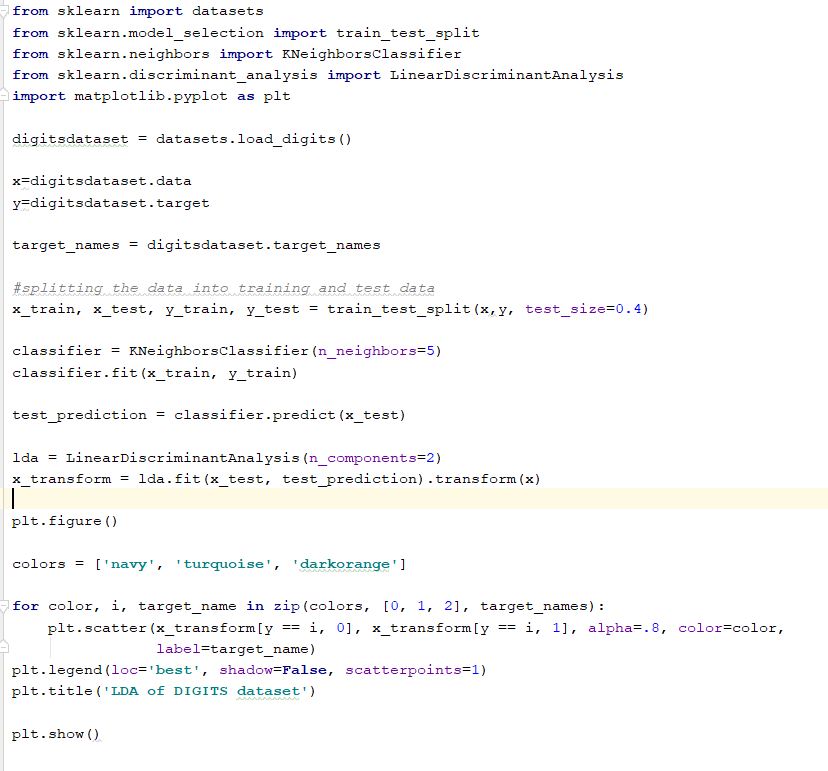 from sklearn import datasets
from sklearn.model_selection import train_test_split
from sklearn.neighbors import KNeighborsClassifier
from sklearn.discriminant_analysis import LinearDiscriminantAnalysis
import matplotlib.pyplot as plt
digitsdataset = datasets.load_digits()
x=digitsdataset.data
y=digitsdataset.target
target_names = digitsdataset.target_names
#splitting the data into training and test data
x_train, x_test, y_train, y_test = train_test_split(x,y, test_size=0.4)
classifier = KNeighborsClassifier(n_neighbors=5)
classifier.fit(x_train, y_train)
test_prediction = classifier.predict(x_test)
lda = LinearDiscriminantAnalysis(n_components=2)
x_transform = lda.fit(x_test, test_prediction).transform(x)
plt.figure()
colors = ['navy', 'turquoise', 'darkorange']
for color, i, target_name in zip(colors, [0, 1, 2], target_names):
    plt.scatter(x_transform[y == i, 0], x_transform[y == i, 1], alpha=.8, color=color,
                label=target_name)
plt.legend(loc='best', shadow=False, scatterpoints=1)
plt.title('LDA of DIGITS dataset')
plt.show()